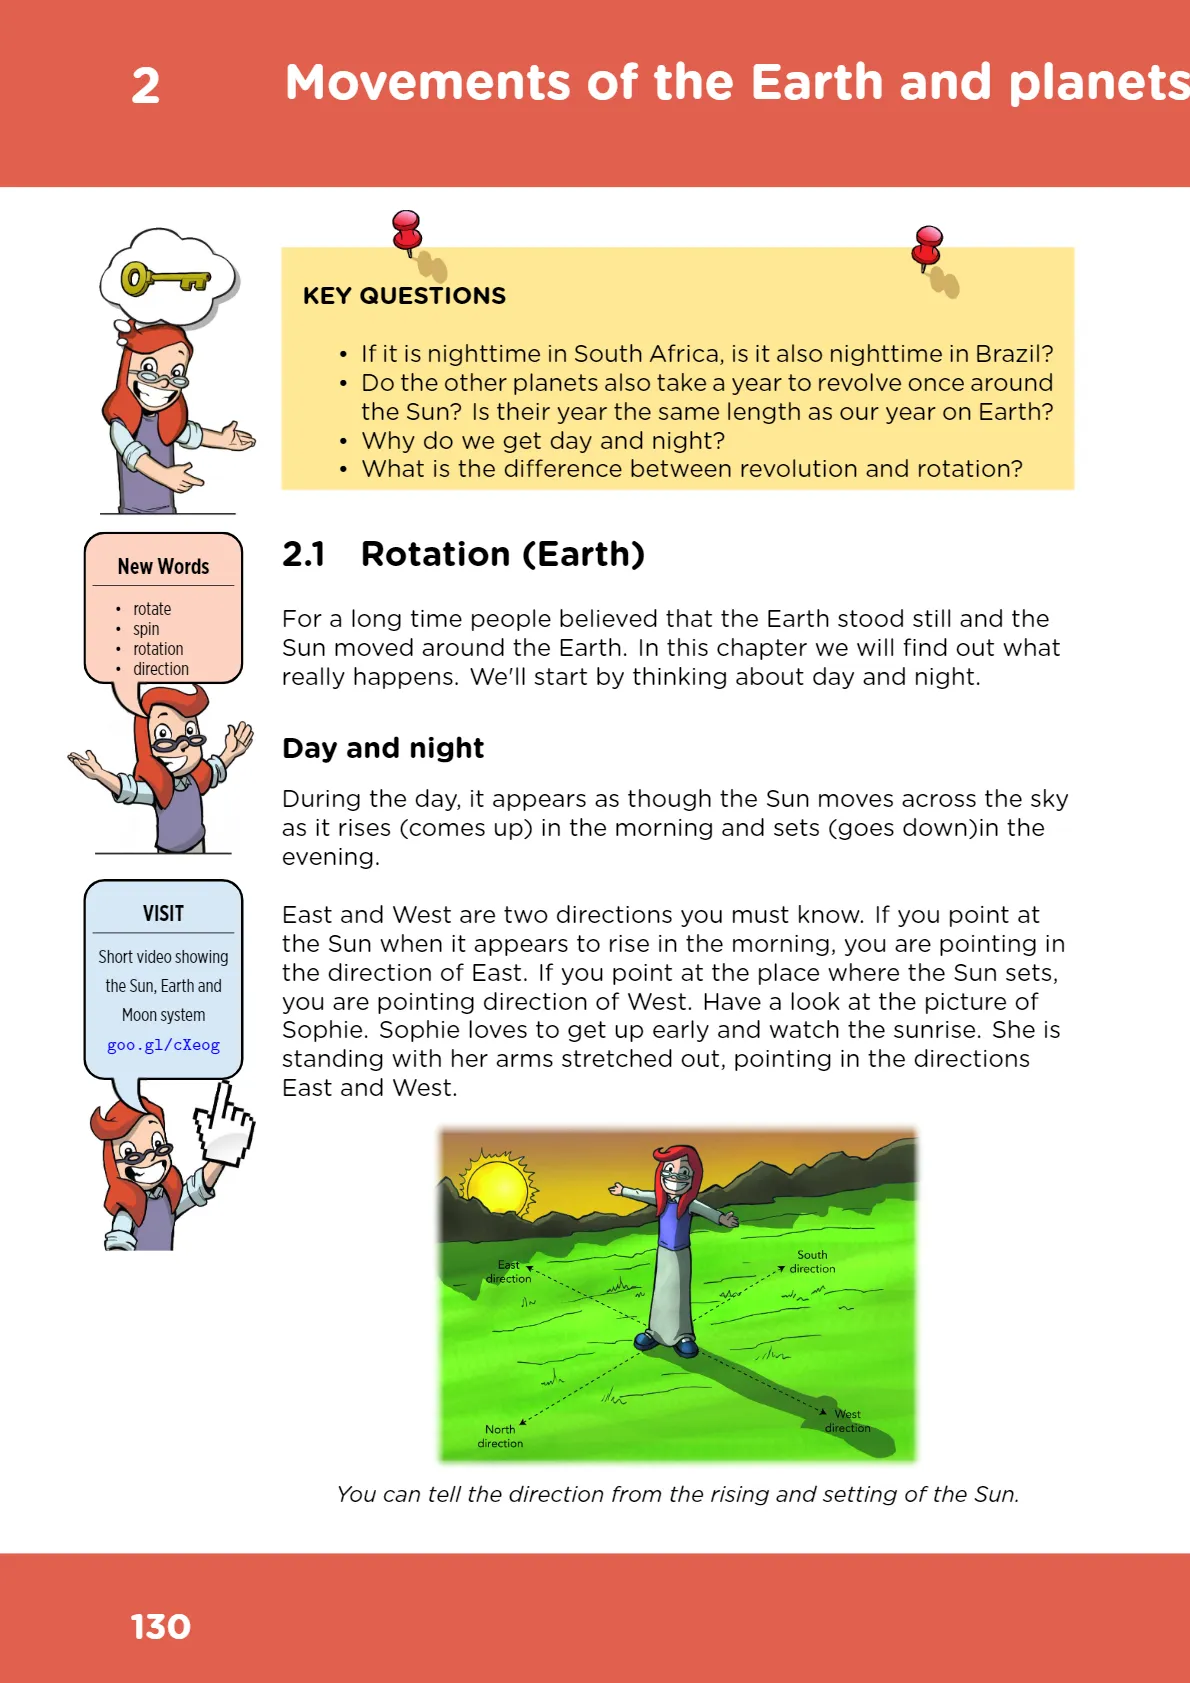 2 Movements of the Earth and planets
KEY QUESTIONS
• If it is nighttime in South Africa, is it also nighttime in Brazil?
• Do the other planets also take a year to revolve once around
the Sun? Is their year the same length as our year on Earth?
• Why do we get day and night?
• What is the difference between revolution and rotation?
New Words
• rotate
• spin
• rotation
• direction
VISIT
Short video showing
the Sun, Earth and
Moon system
goo.gl/cXeog
2.1 Rotation (Earth)
For a long time people believed that the Earth stood still and the
Sun moved around the Earth. In this chapter we will find out what
really happens. We'll start by thinking about day and night.
Day and night
During the day, it appears as though the Sun moves across the sky
as it rises (comes up) in the morning and sets (goes down)in the
evening.
East and West are two directions you must know. If you point at
the Sun when it appears to rise in the morning, you are pointing in
the direction of East. If you point at the place where the Sun sets,
you are pointing direction of West. Have a look at the picture of
Sophie. Sophie loves to get up early and watch the sunrise. She is
standing with her arms stretched out, pointing in the directions
East and West.
East
direction
South
direction
North
direction
West
direction
You can tell the direction from the rising and setting of the Sun.
130